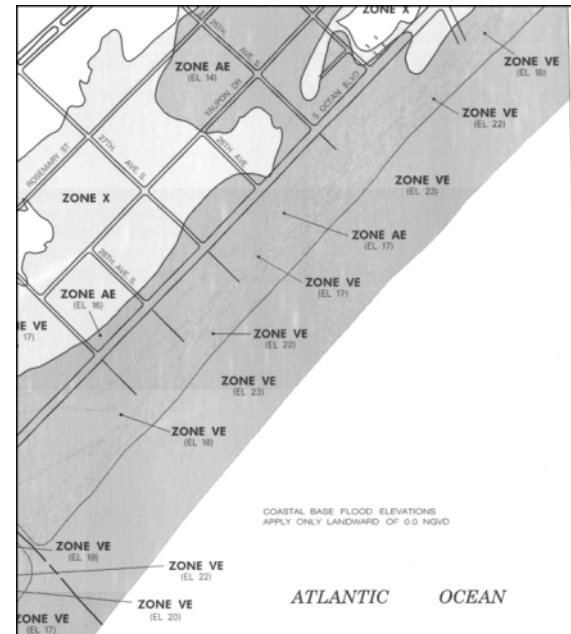 ZONE X
25TH
AVE S
ZONE AE
(EL 14)
YAUPON DR
S OCEAN BLVD
ZONE VE
(EL 18)
ZONE VE
(EL 22)
27TH
AVE S.
26TH AVE
ROSEMARY ST
ZONE VE
(EL 23)
ZONE X
ZONE AE
(EL 17)
28TH AVE S.
ZONE VE
(EL 17)
ZONE AE
(EL 16)
NE VE
17)
ZONE VE
(EL 22)
ZONE VE
(EL 23)
ZONE VE
(EL 18)
COASTAL BASE FLOOD ELEVATIONS
APPLY ONLY LANDWARD OF 0.0 NGVD
ZONE VE
(EL 19)
ZONE VE
(EL 22)
ATLANTIC OCEAN
ZONE VE
(EL 20)
ZONE VE
(EL 17)